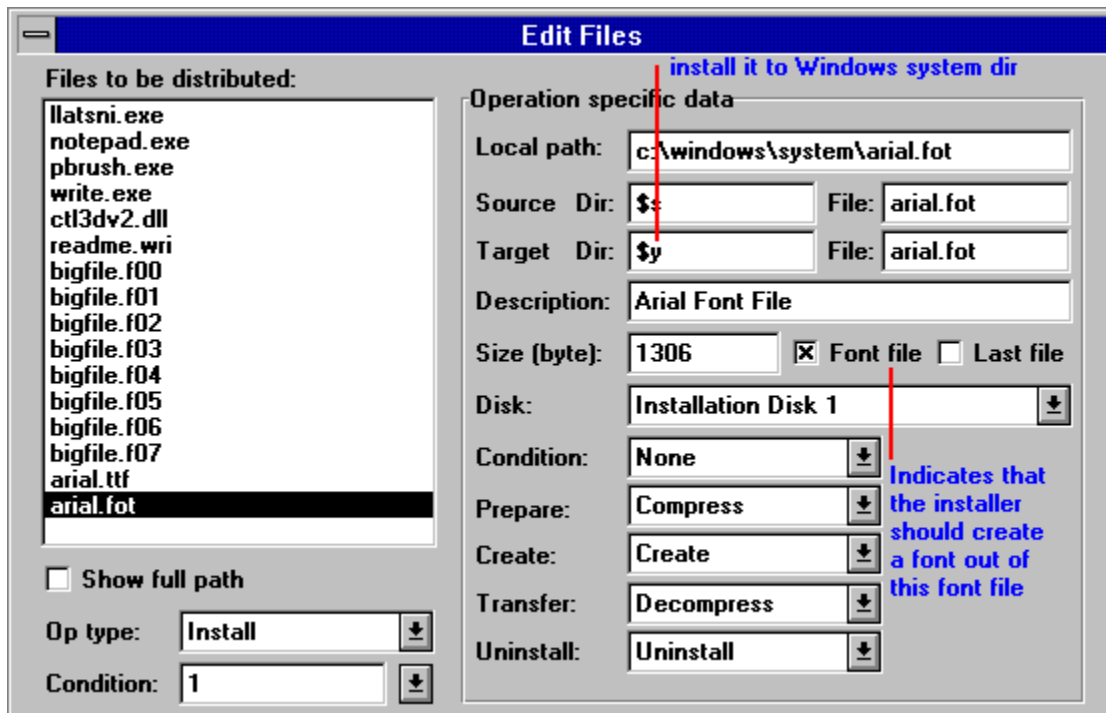 Edit Files
install it to Windows system dir
Files to be distributed:
llatsni.exe
notepad.exe
pbrush.exe
write.exe
ctl3dv2.dll
readme.wri
bigfile.f00
bigfile.f01
bigfile.f02
bigfile.f03
bigfile.f04
bigfile.f05
bigfile.f06
bigfile.f07
arial.ttf
arial.fot
Show full path
Op type: Install
Condition: 1
Operation specific data
Local path: c:\windows\system\arial.fot
Source Dir: $s File: arial.fot
Target Dir: $y File: arial.fot
Description: Arial Font File
Size (byte): 1306 Font file Last file
Disk: Installation Disk 1
Condition: None
Prepare: Compress
Create: Create
Transfer: Decompress
Uninstall: Uninstall
Indicates that
the installer
should create
a font out of
this font file